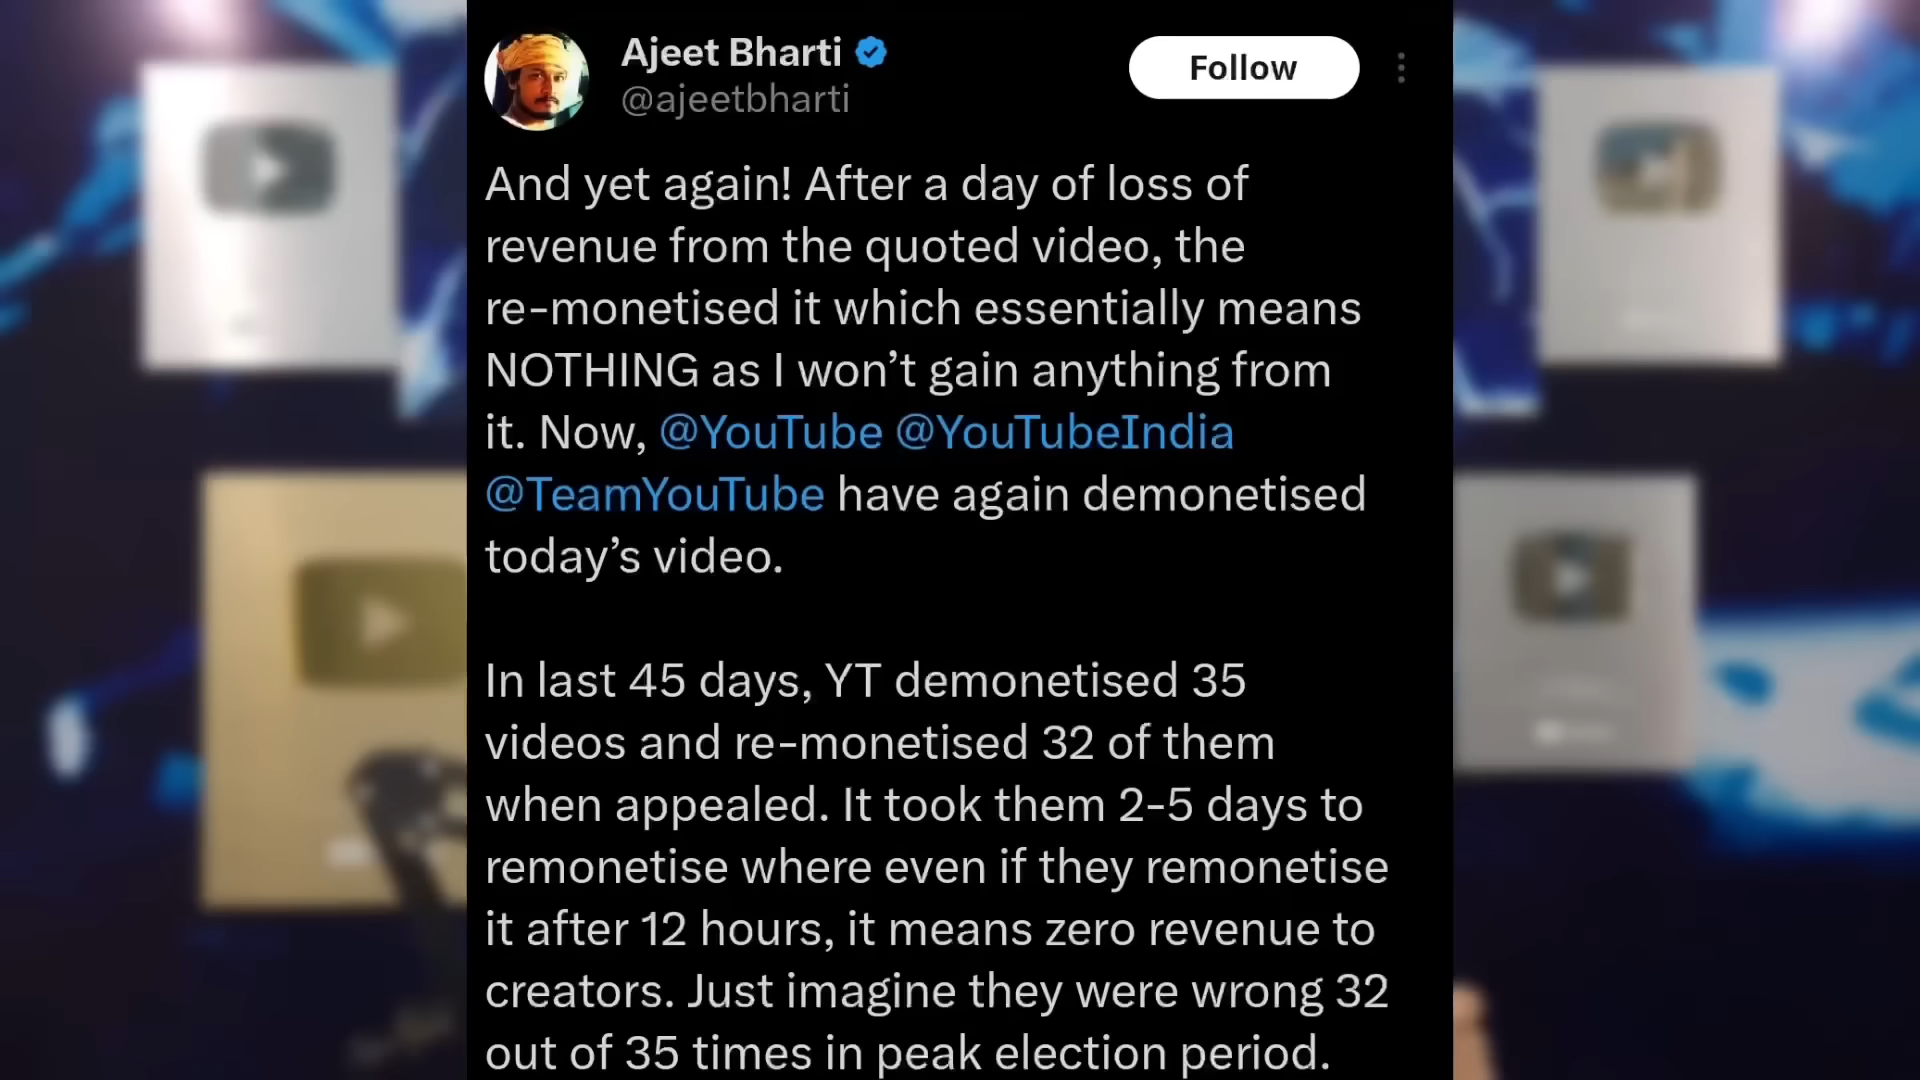 Ajeet Bharti
@ajeetbharti
Follow
And yet again! After a day of loss of
revenue from the quoted video, the
re-monetised it which essentially means
NOTHING as I won’t gain anything from
it. Now, @YouTube @YouTubeIndia
@TeamYouTube have again demonetised
today’s video.
In last 45 days, YT demonetised 35
videos and re-monetised 32 of them
when appealed. It took them 2-5 days to
remonetise where even if they remonetise
it after 12 hours, it means zero revenue to
creators. Just imagine they were wrong 32
out of 35 times in peak election period.